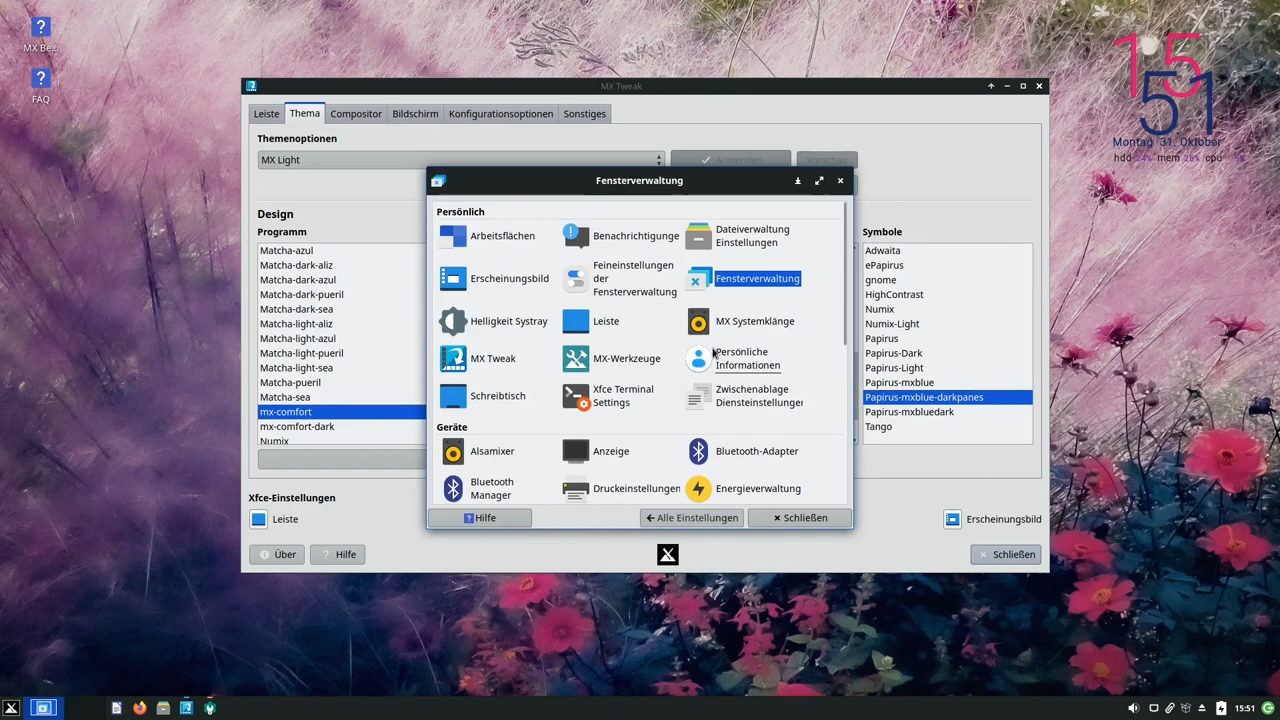 MX Be...
FAQ
15
51
Montag 31. Oktober
hdd 24% mem 26% cpu
MX Tweak
Leiste
Thema
Compositor
Bildschirm
Konfigurationsoptionen
Sonstiges
Themenoptionen
MX Light
Anwenden
Vorschau
Design
Programm
Matcha-azul
Matcha-dark-aliz
Matcha-dark-azul
Matcha-dark-pueril
Matcha-dark-sea
Matcha-light-aliz
Matcha-light-azul
Matcha-light-pueril
Matcha-light-sea
Matcha-pueril
Matcha-sea
mx-comfort
mx-comfort-dark
Numix
Fensterverwaltung
Persönlich
Arbeitsflächen
Benachrichtigunge
Dateiverwaltung
Einstellungen
Erscheinungsbild
Feineinstellungen
der
Fensterverwaltung
Fensterverwaltung
Helligkeit Systray
Leiste
MX Systemklänge
MX Tweak
MX-Werkzeuge
Persönliche
Informationen
Schreibtisch
Xfce Terminal
Settings
Zwischenablage
Diensteinstellungen
Geräte
Alsamixer
Anzeige
Bluetooth-Adapter
Bluetooth
Manager
Druckeinstellungen
Energieverwaltung
Hilfe
Alle Einstellungen
Schließen
Symbole
Adwaita
ePapirus
gnome
HighContrast
Numix
Numix-Light
Papirus
Papirus-Dark
Papirus-Light
Papirus-mxblue
Papirus-mxblue-darkpanes
Papirus-mxbluedark
Tango
Xfce-Einstellungen
Leiste
Erscheinungsbild
Über
Hilfe
Schließen
15:51